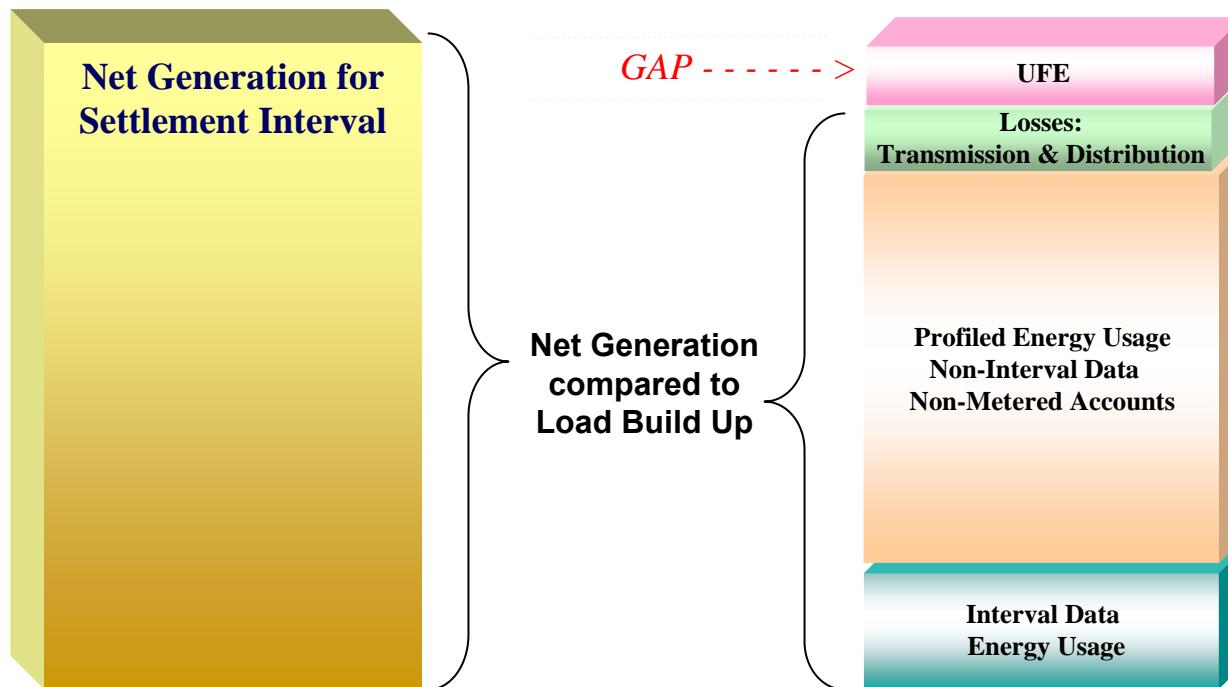 Net Generation for
Settlement Interval
Net Generation
compared to
Load Build Up
GAP - - - - - - >
UFE
Losses:
Transmission & Distribution
Profiled Energy Usage
Non-Interval Data
Non-Metered Accounts
Interval Data
Energy Usage